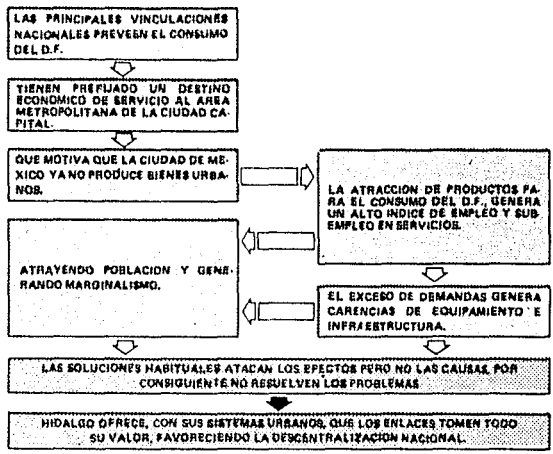 LAS PRINCIPALES VINCULACIONES
NACIONALES PREVEEN EL CONSUMO
DEL D.F.
TIENEN PREFIJADO UN DESTINO
ECONOMICO DE SERVICIO AL AREA
METROPOLITANA DE LA CIUDAD CA-
PITAL.
QUE MOTIVA QUE LA CIUDAD DE ME-
XICO YA NO PRODUCE BIENES URBA-
NOS.
LA ATRACCION DE PRODUCTOS PA-
RA EL CONSUMO DEL D.F., GENERA
UN ALTO INDICE DE EMPLEO Y SUB-
EMPLEO EN SERVICIOS.
ATRAYENDO POBLACION Y GENE-
RANDO MARGINALISMO.
EL EXCESO DE DEMANDAS GENERA
CARENCIAS DE EQUIPAMIENTO E
INFRAESTRUCTURA.
LAS SOLUCIONES HABITUALES ATACAN LOS EFECTOS PERO NO LAS CAUSAS, POR
CONSIGUIENTE NO RESUELVEN LOS PROBLEMAS
HIDALGO OFRECE, CON SUS SISTEMAS URBANOS, QUE LOS ENLACES TOMEN TODO
SU VALOR, FAVORECIENDO LA DESCENTRALIZACION NACIONAL.